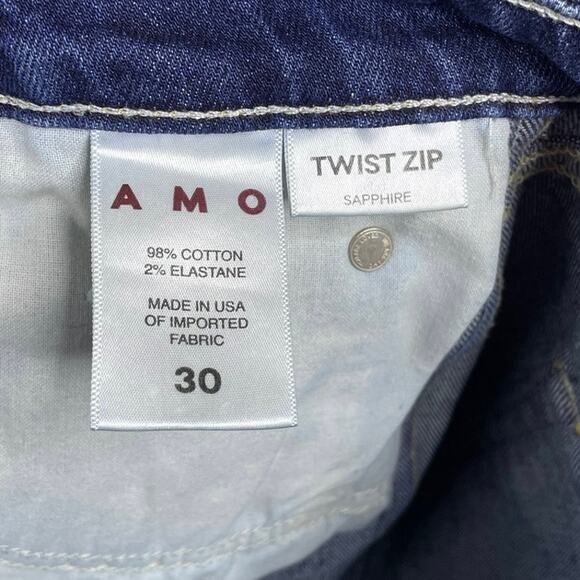 AMO
98% COTTON
2% ELASTANE
MADE IN USA
OF IMPORTED
FABRIC
30
TWIST ZIP
SAPPHIRE